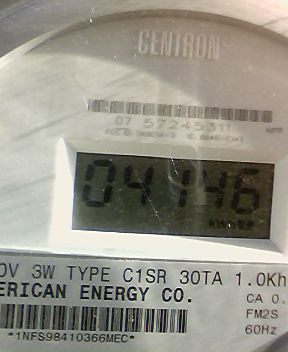 CENTRON
07 57245311
04146
0V 3W TYPE C1SR 30TA 1.0Kh
ERICAN ENERGY CO.
CA 0.
FM2S
60Hz
*1NFS98410366MEC*